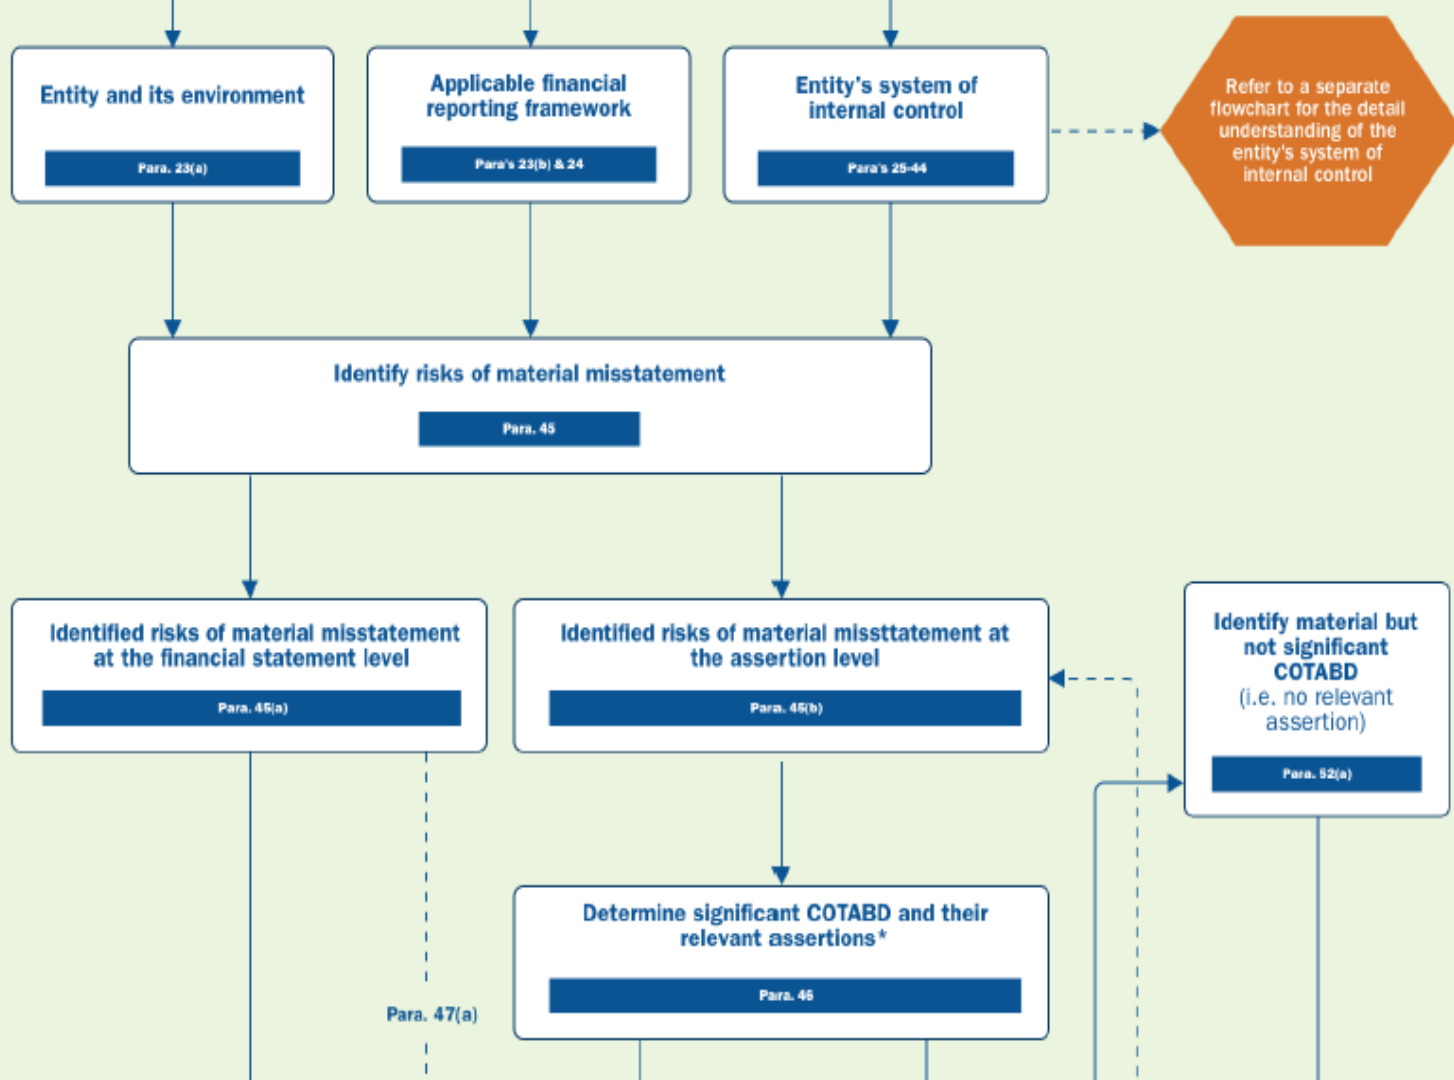 Entity and its environment
Para. 23(a)
Applicable financial
reporting framework
Para's 23(b) & 24
Entity's system of
internal control
Para's 25-44
Refer to a separate
flowchart for the detail
understanding of the
entity's system of
internal control
Identify risks of material misstatement
Para. 45
Identified risks of material misstatement
at the financial statement level
Para. 45(a)
Identified risks of material missttatement at
the assertion level
Para. 45(b)
Identify material but
not significant
COTABD
(i.e. no relevant
assertion)
Para. 52(a)
Determine significant COTABD and their
relevant assertions*
Para. 46
Para. 47(a)